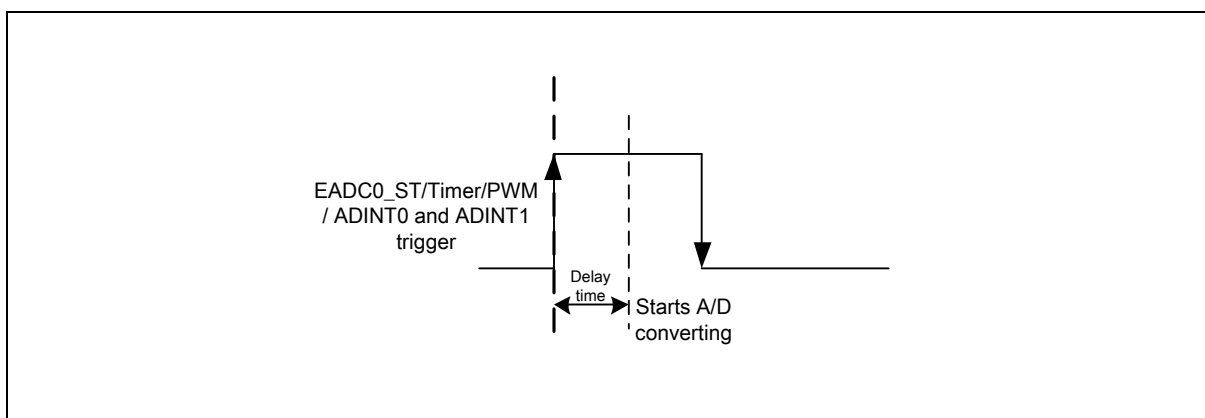 EADC0_ST/Timer/PWM
/ ADINT0 and ADINT1
trigger
Delay
time
Starts A/D
converting